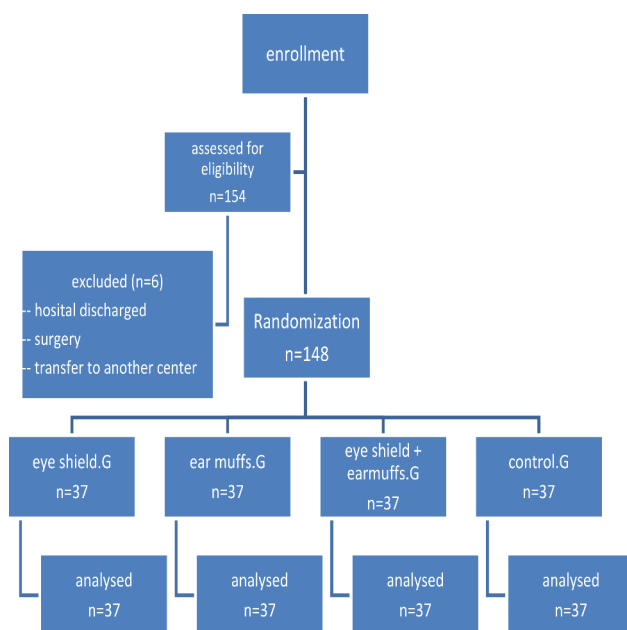 enrollment
assessed for
eligibility
n=154
excluded (n=6)
-- hosital discharged
-- surgery
-- transfer to another center
Randomization
n=148
eye shield.G
n=37
ear muffs.G
n=37
eye shield +
earmuffs.G
n=37
control.G
n=37
analysed
n=37
analysed
n=37
analysed
n=37
analysed
n=37